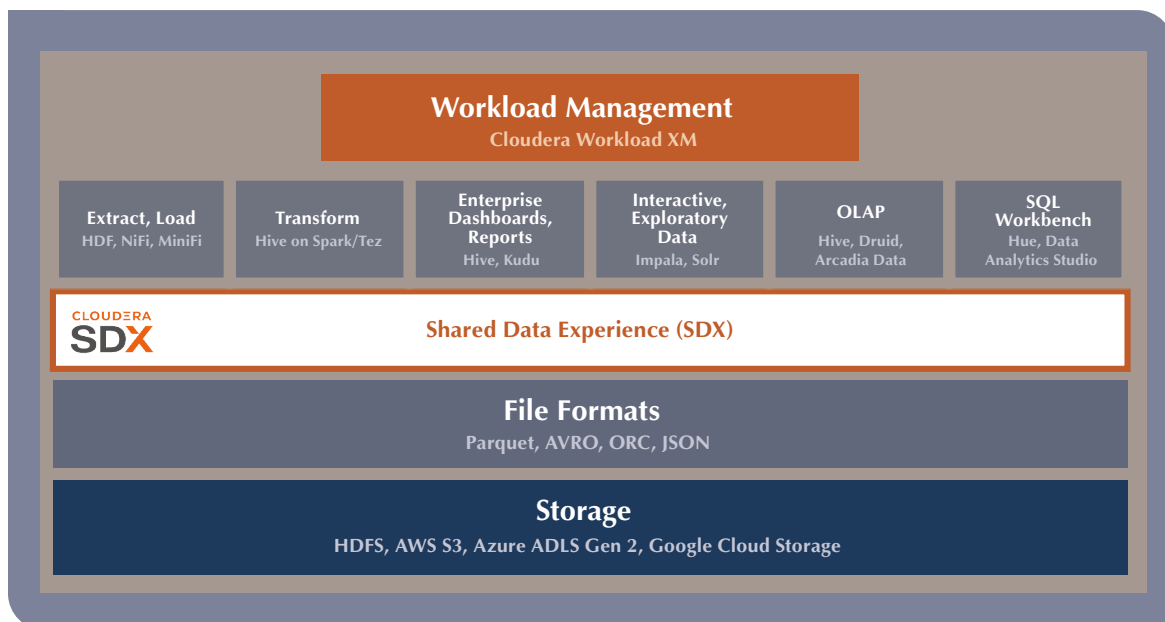 Workload Management
Cloudera Workload XM
Extract, Load
HDF, NiFi, MiniFi
Transform
Hive on Spark/Tez
Enterprise
Dashboards,
Reports
Hive, Kudu
Interactive,
Exploratory
Data
Impala, Solr
OLAP
Hive, Druid,
Arcadia Data
SQL
Workbench
Hue, Data
Analytics Studio
CLOUDERA
SDX
Shared Data Experience (SDX)
File Formats
Parquet, AVRO, ORC, JSON
Storage
HDFS, AWS S3, Azure ADLS Gen 2, Google Cloud Storage